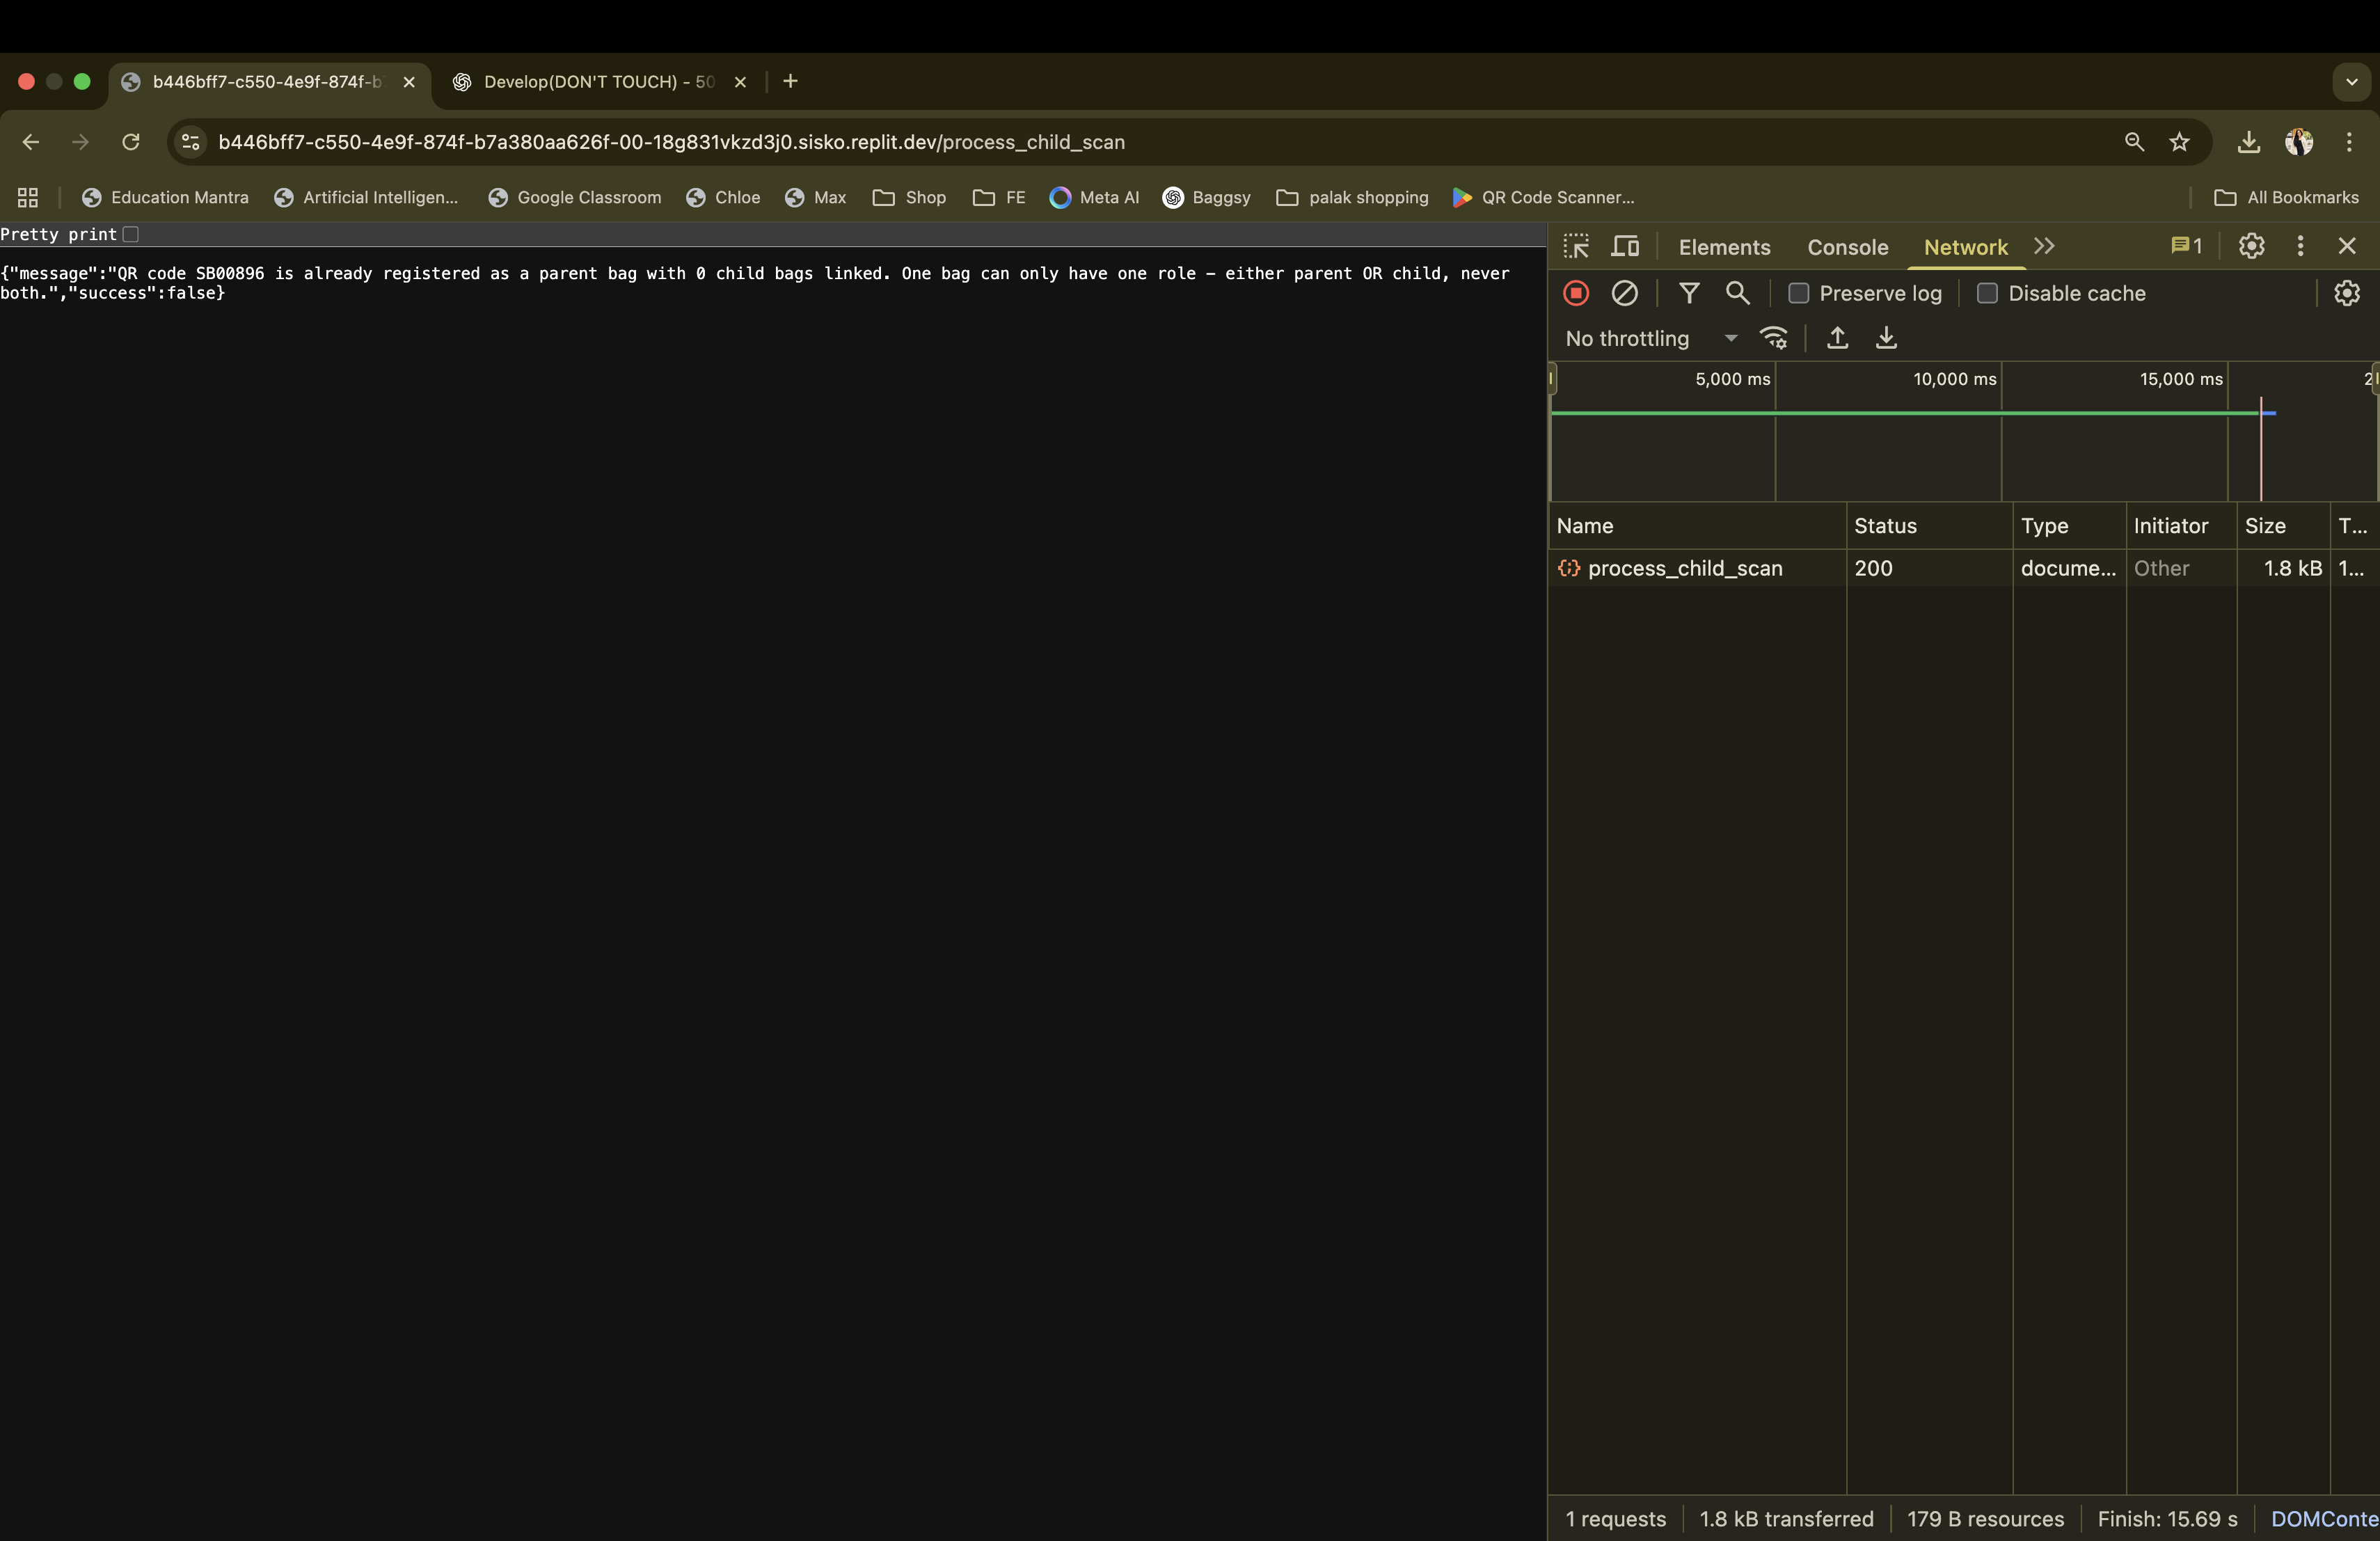 b446bff7-c550-4e9f-874f-b
Develop(DON'T TOUCH) - 50
b446bff7-c550-4e9f-874f-b7a380aa626f-00-18g831vkzd3j0.sisko.replit.dev/process_child_scan
Education Mantra
Artificial Intelligen...
Google Classroom
Chloe
Max
Shop
FE
Meta AI
Baggsy
palak shopping
QR Code Scanner...
All Bookmarks
Pretty print
{"message":"QR code SB00896 is already registered as a parent bag with 0 child bags linked. One bag can only have one role – either parent OR child, never
both.","success":false}
Elements
Console
Network
1
Preserve log
Disable cache
No throttling
5,000 ms
10,000 ms
15,000 ms
2
Name
Status
Type
Initiator
Size
T...
process_child_scan
200
docume...
Other
1.8 kB
1...
1 requests
1.8 kB transferred
179 B resources
Finish: 15.69 s
DOMConte